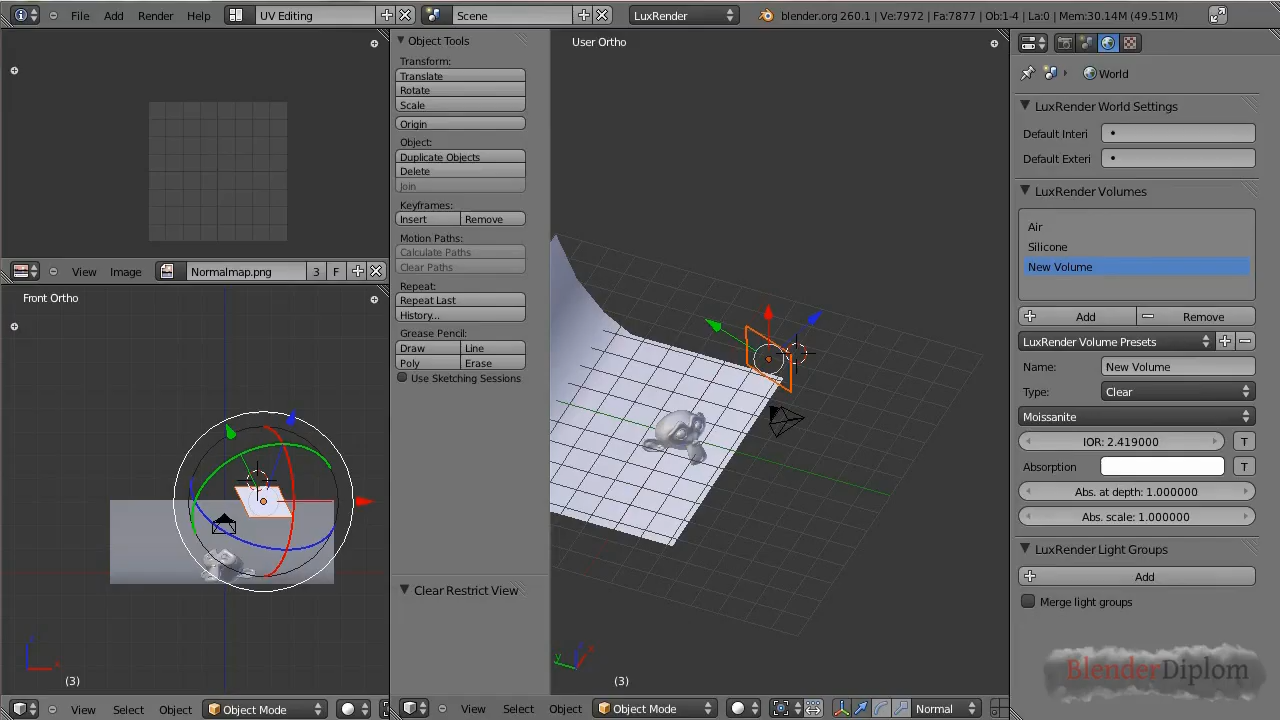 File Add Render Help UV Editing Scene LuxRender blender.org 260.1 | Ve:7972 | Fa:7877 | Ob:1-4 | La:0 | Mem:30.14M (49.51M)
View Image Normalmap.png 3 F
Front Ortho
(3)
View Select Object Object Mode
Object Tools
Transform:
Translate
Rotate
Scale
Origin
Object:
Duplicate Objects
Delete
Join
Keyframes:
Insert Remove
Motion Paths:
Calculate Paths
Clear Paths
Repeat:
Repeat Last
History...
Grease Pencil:
Draw Line
Poly Erase
Use Sketching Sessions
Clear Restrict View
User Ortho
(3)
View Select Object Object Mode Normal
World
LuxRender World Settings
Default Interi
Default Exteri
LuxRender Volumes
Air
Silicone
New Volume
Add Remove
LuxRender Volume Presets
Name: New Volume
Type: Clear
Moissanite
IOR: 2.419000 T
Absorption T
Abs. at depth: 1.000000
Abs. scale: 1.000000
LuxRender Light Groups
Add
Merge light groups
BlenderDiplom